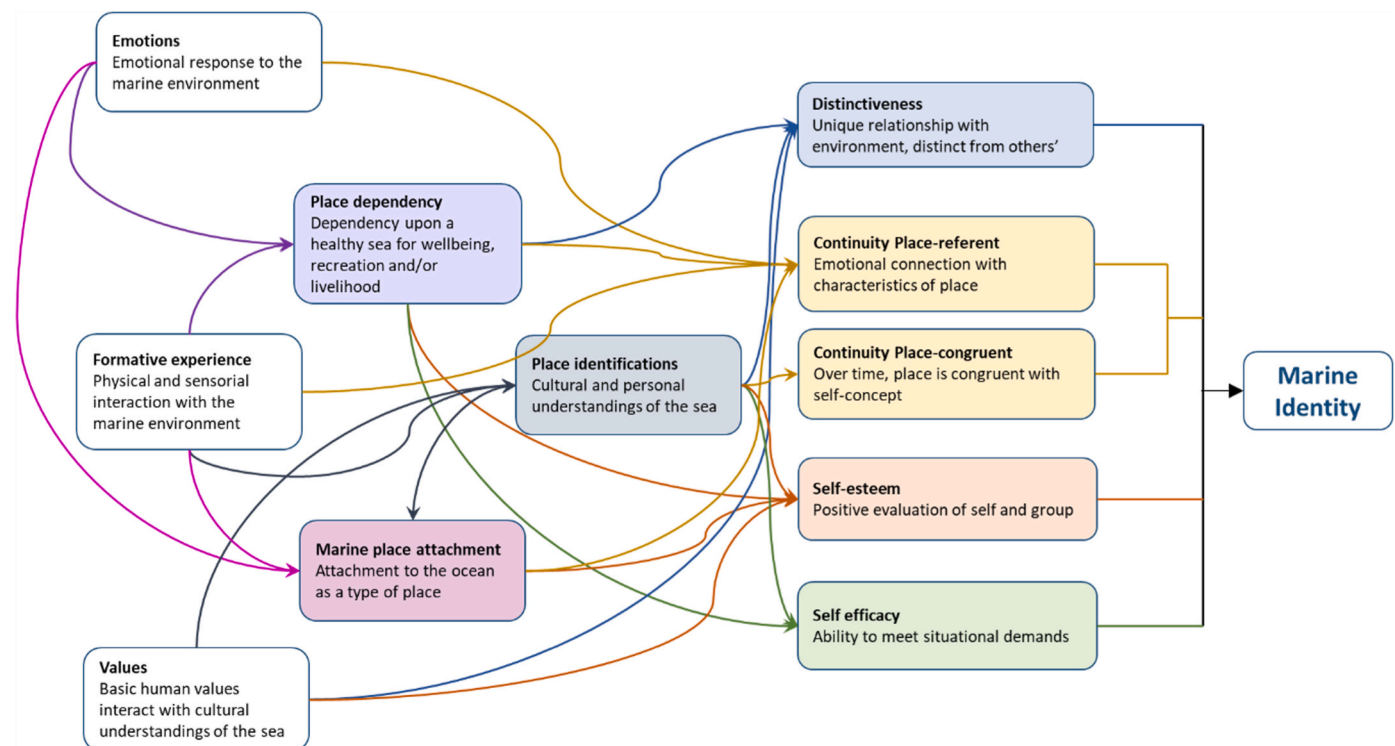 Emotions
Emotional response to the
marine environment
Distinctiveness
Unique relationship with
environment, distinct from others’
Place dependency
Dependency upon a
healthy sea for wellbeing,
recreation and/or
livelihood
Continuity Place-referent
Emotional connection with
characteristics of place
Formative experience
Physical and sensorial
interaction with the
marine environment
Place identifications
Cultural and personal
understandings of the sea
Continuity Place-congruent
Over time, place is congruent with
self-concept
Marine
Identity
Self-esteem
Positive evaluation of self and group
Marine place attachment
Attachment to the ocean
as a type of place
Self efficacy
Ability to meet situational demands
Values
Basic human values
interact with cultural
understandings of the sea